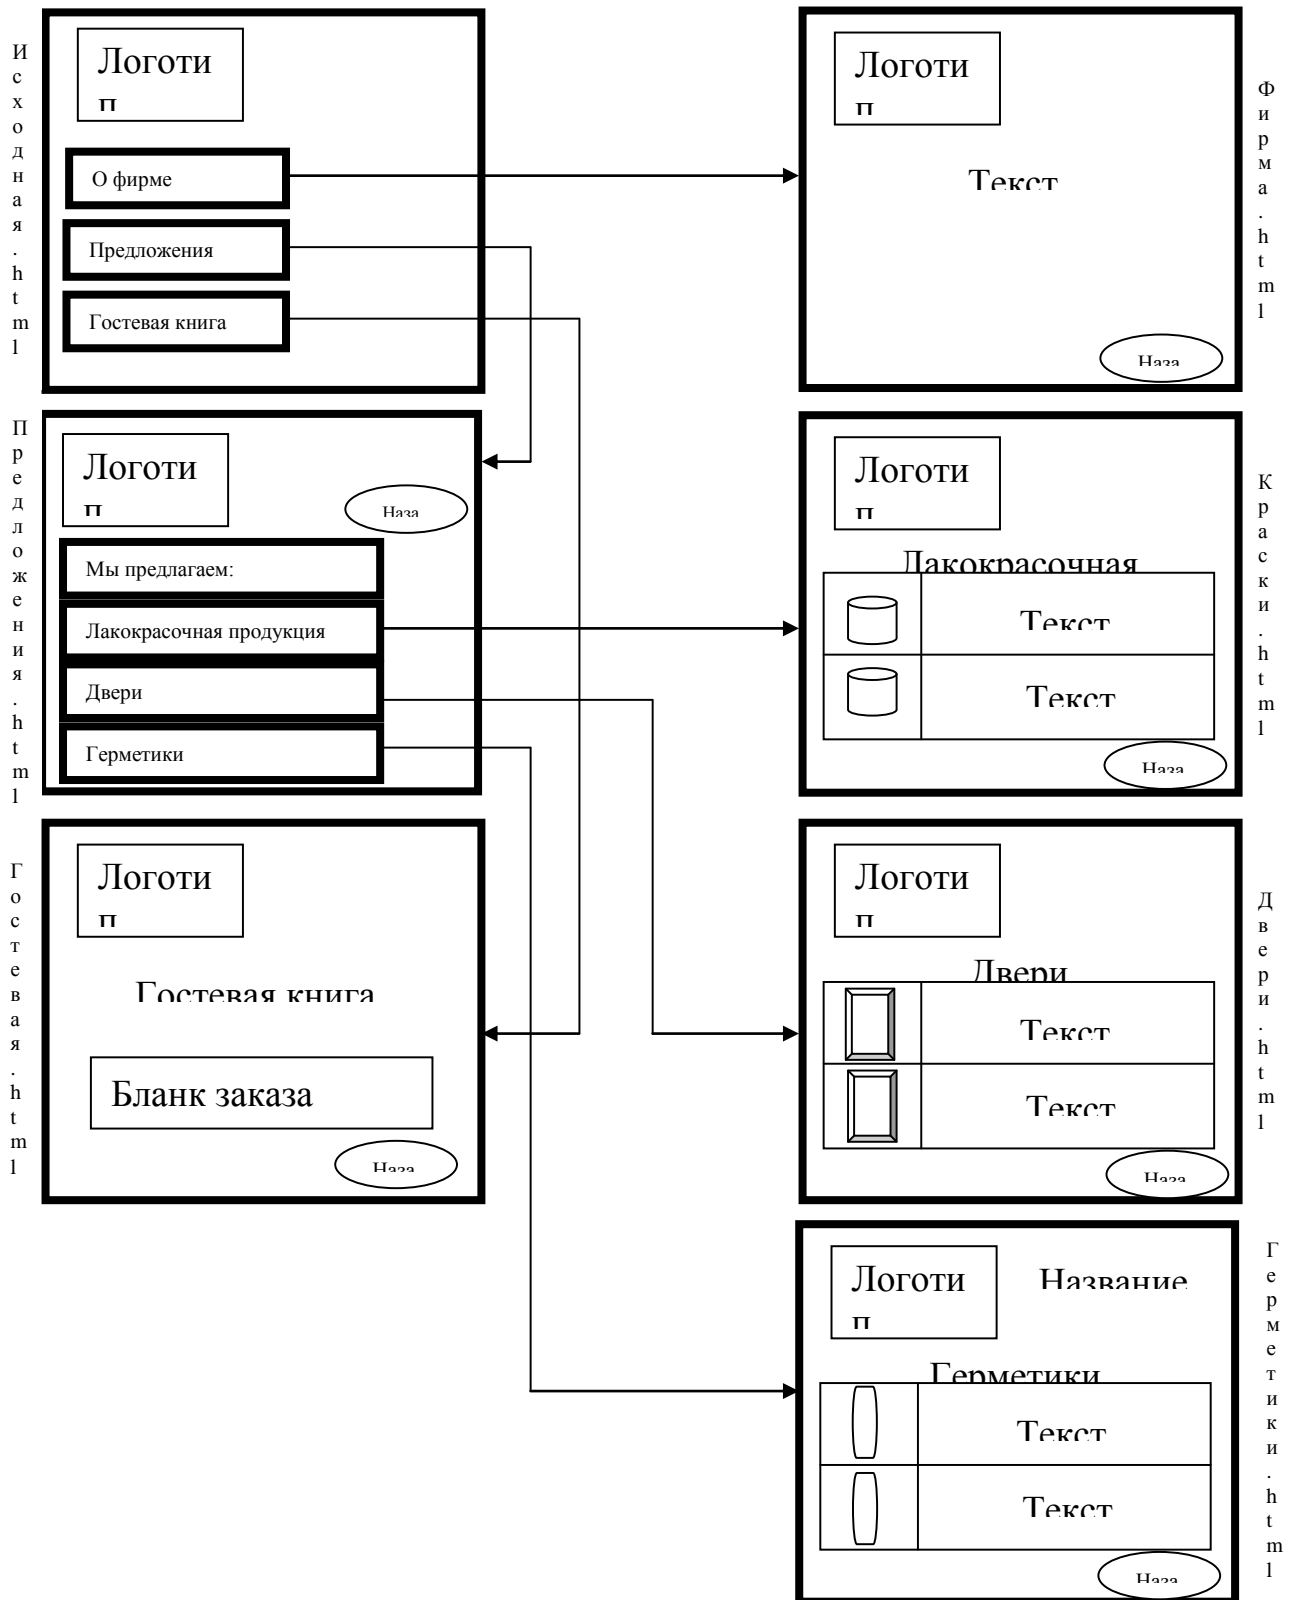 Исходная.html
Логоти
п
О фирме
Предложения
Гостевая книга
Фирма.html
Логоти
п
Текст
Наза
Предложения.html
Логоти
п
Наза
Мы предлагаем:
Лакокрасочная продукция
Двери
Герметики
Краски.html
Логоти
п
Лакокрасочная
Текст
Текст
Наза
Гостевая.html
Логоти
п
Гостевая книга
Бланк заказа
Наза
Двери.html
Логоти
п
Двери
Текст
Текст
Наза
Герметики.html
Логоти
п
Название
Герметики
Текст
Текст
Наза